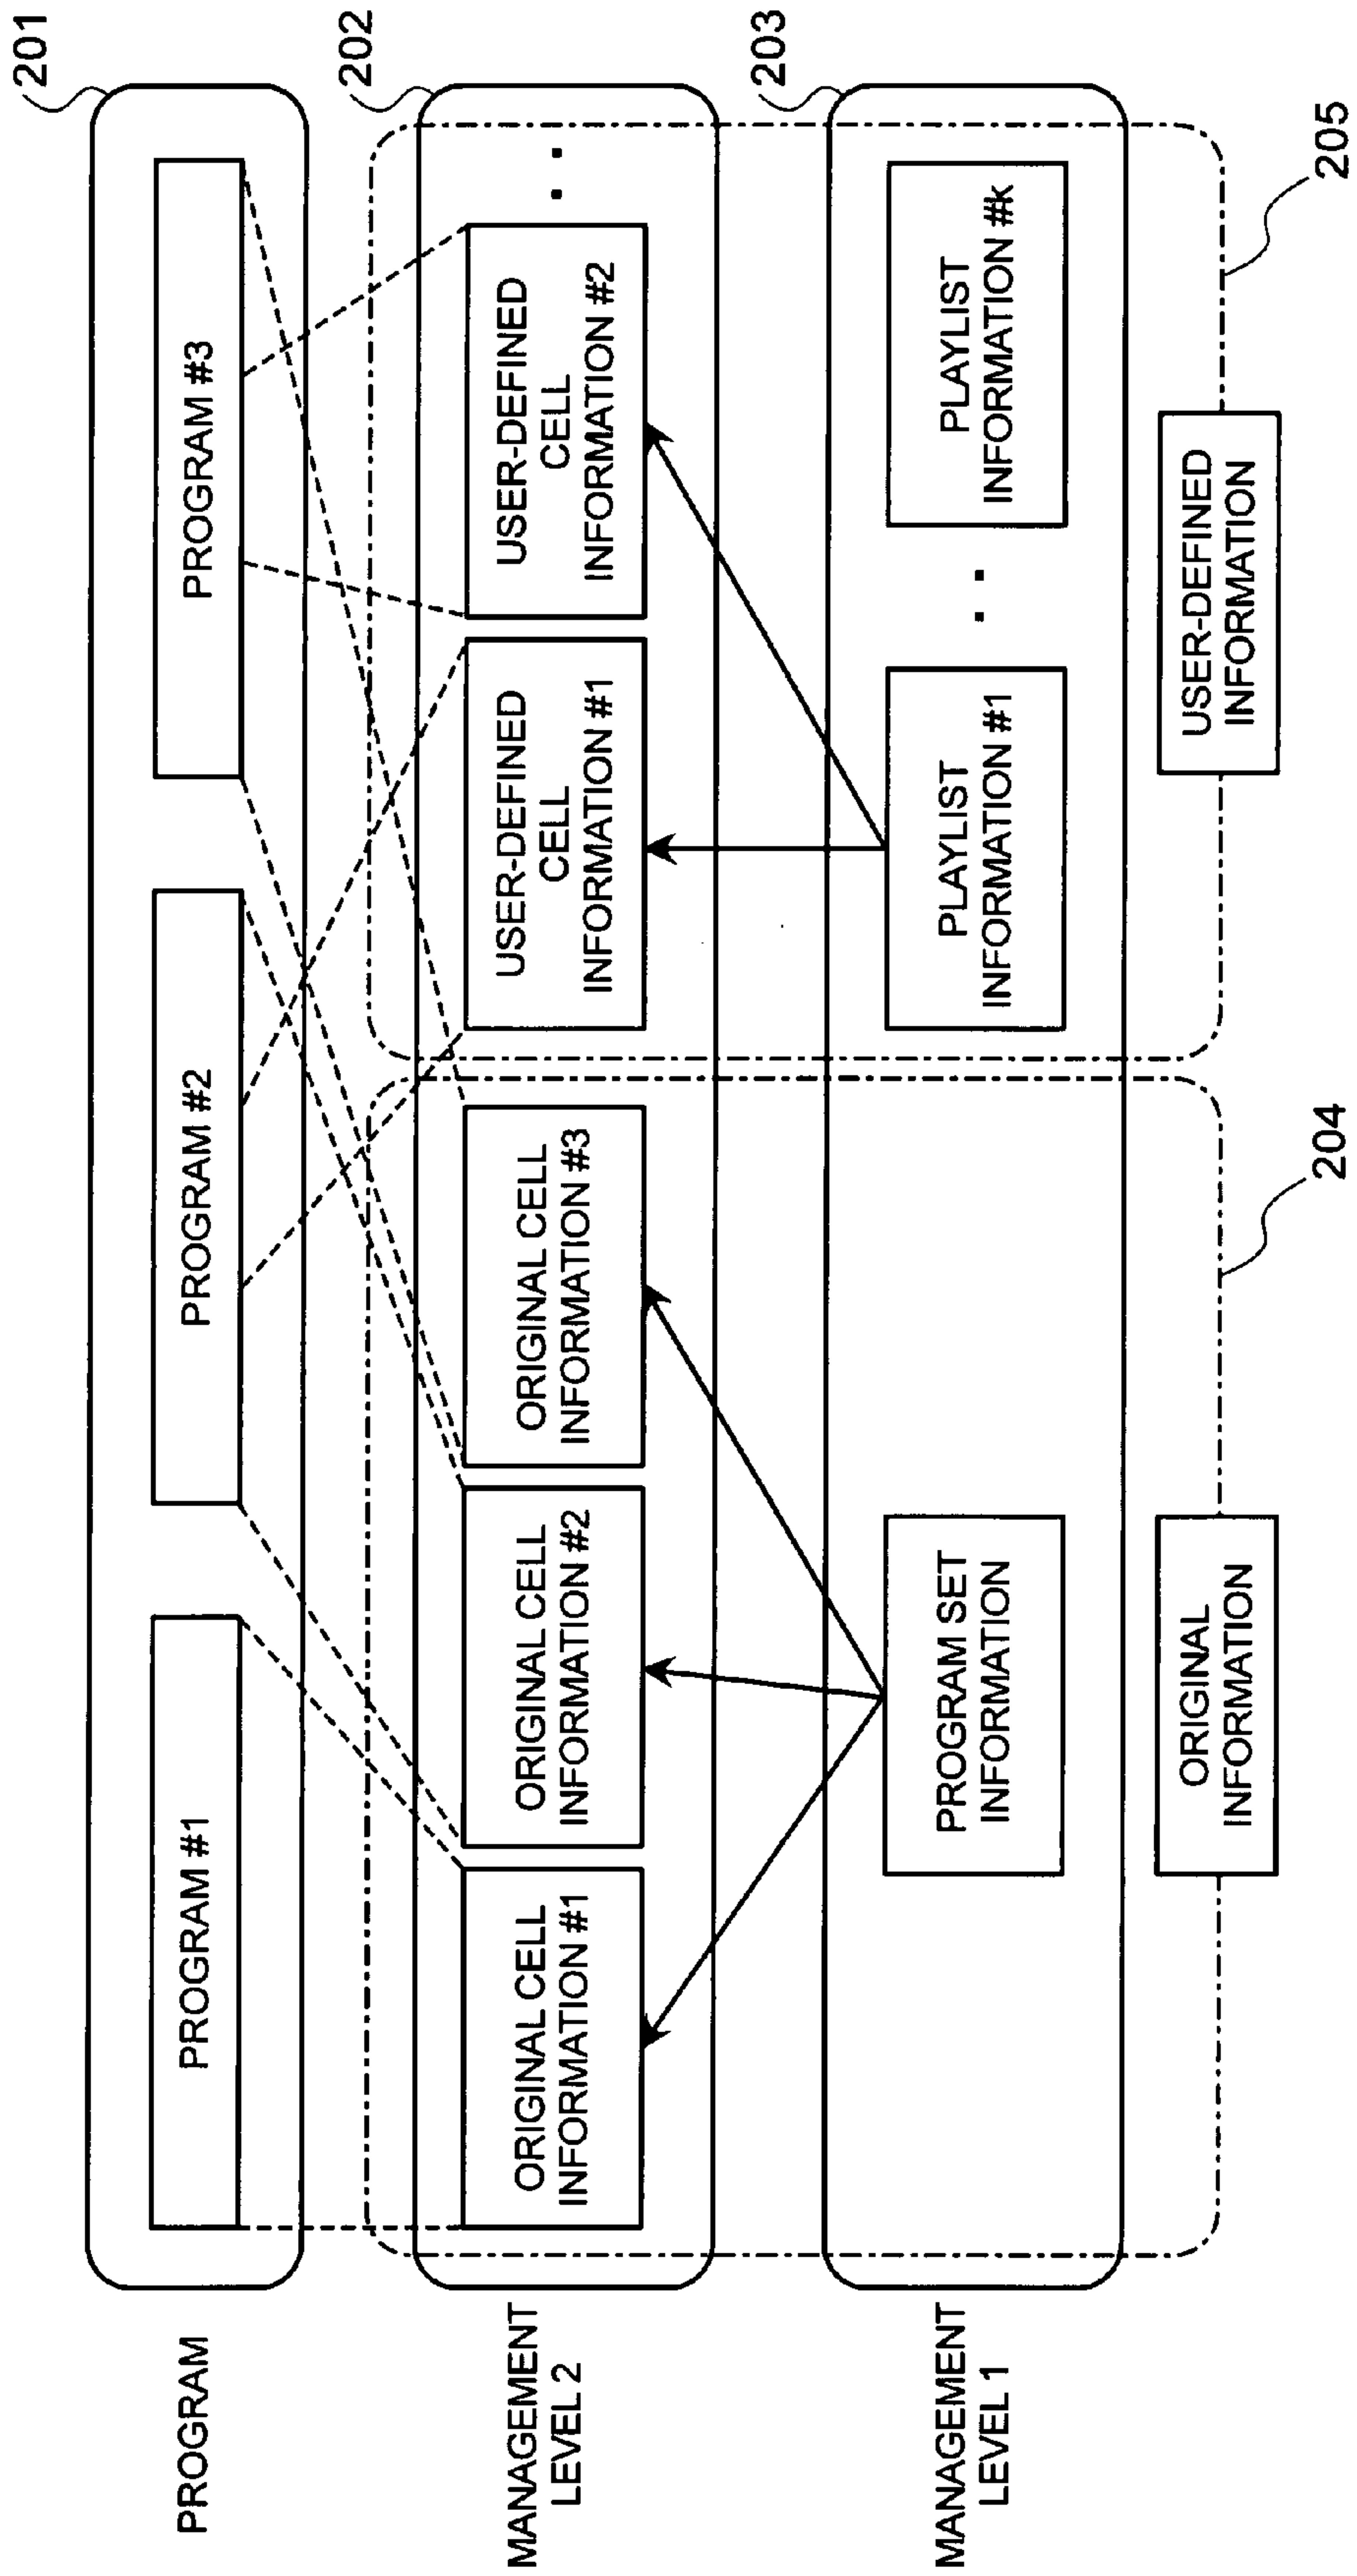 201
PROGRAM
PROGRAM #1
PROGRAM #2
PROGRAM #3
202
MANAGEMENT
LEVEL 2
ORIGINAL CELL
INFORMATION #1
ORIGINAL CELL
INFORMATION #2
ORIGINAL CELL
INFORMATION #3
USER-DEFINED
CELL
INFORMATION #1
USER-DEFINED
CELL
INFORMATION #2
203
MANAGEMENT
LEVEL 1
PROGRAM SET
INFORMATION
PLAYLIST
INFORMATION #1
PLAYLIST
INFORMATION #k
ORIGINAL
INFORMATION
204
USER-DEFINED
INFORMATION
205